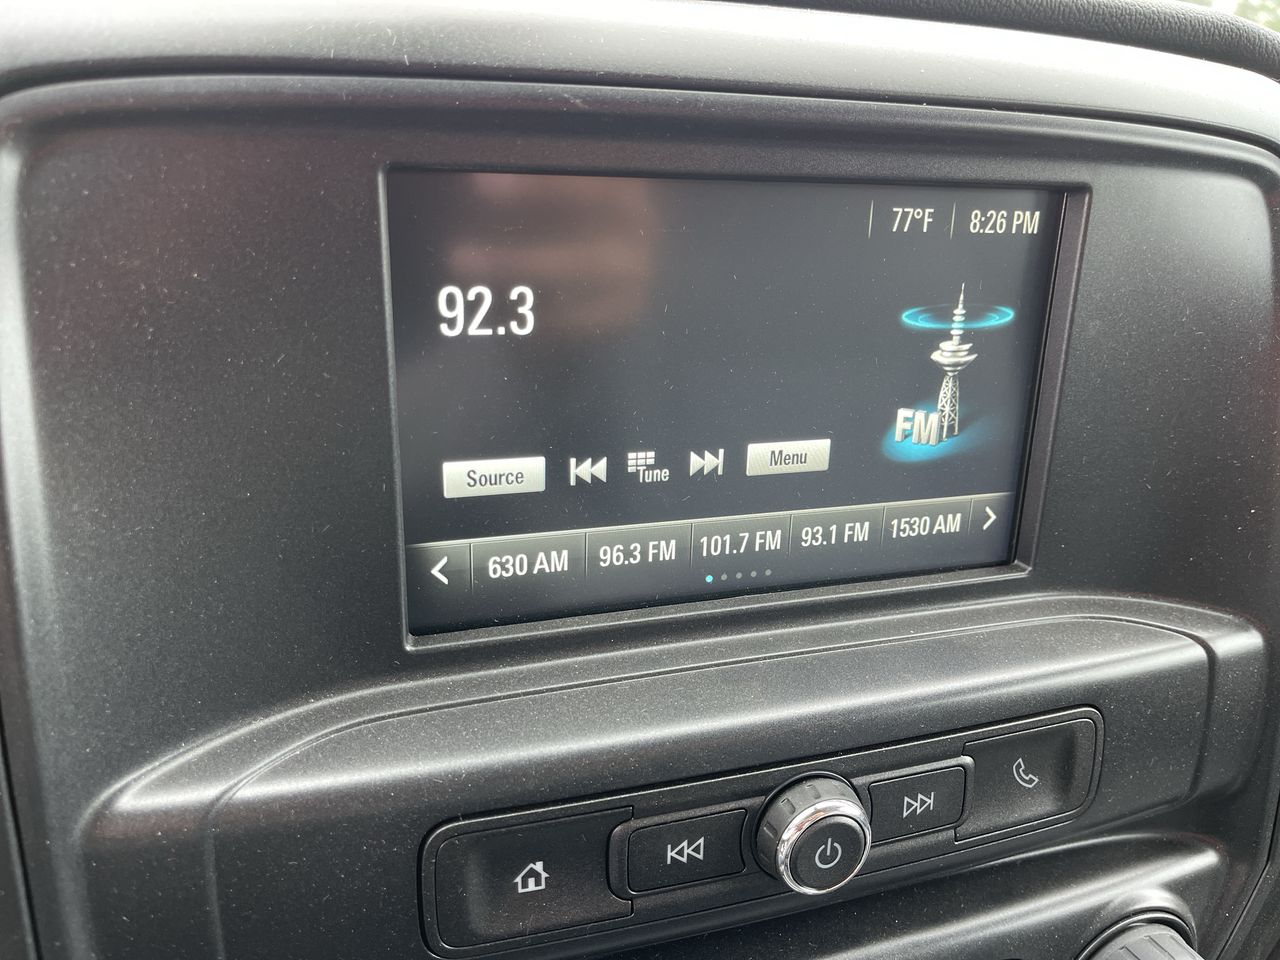 77°F 8:26 PM
92.3
FM
Source Tune Menu
630 AM 96.3 FM 101.7 FM 93.1 FM 1530 AM